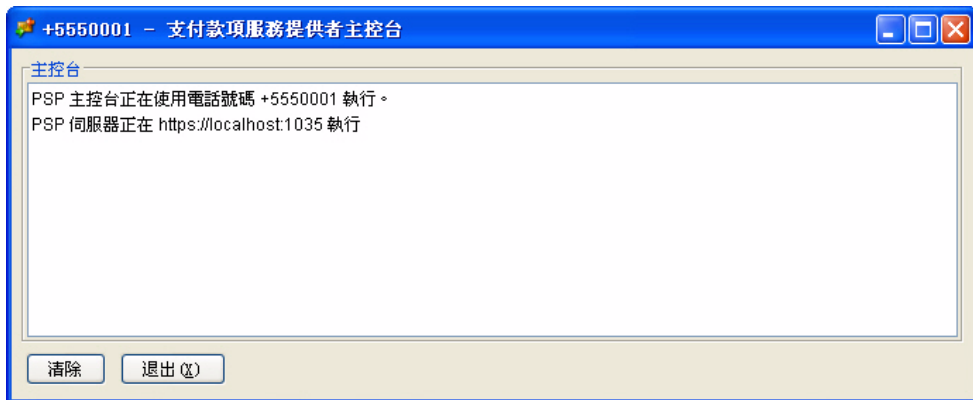 +5550001 - 支付款項服務提供者主控台
主控台
PSP 主控台正在使用電話號碼 +5550001 執行。
PSP 伺服器正在 https://localhost:1035 執行
清除
退出(X)